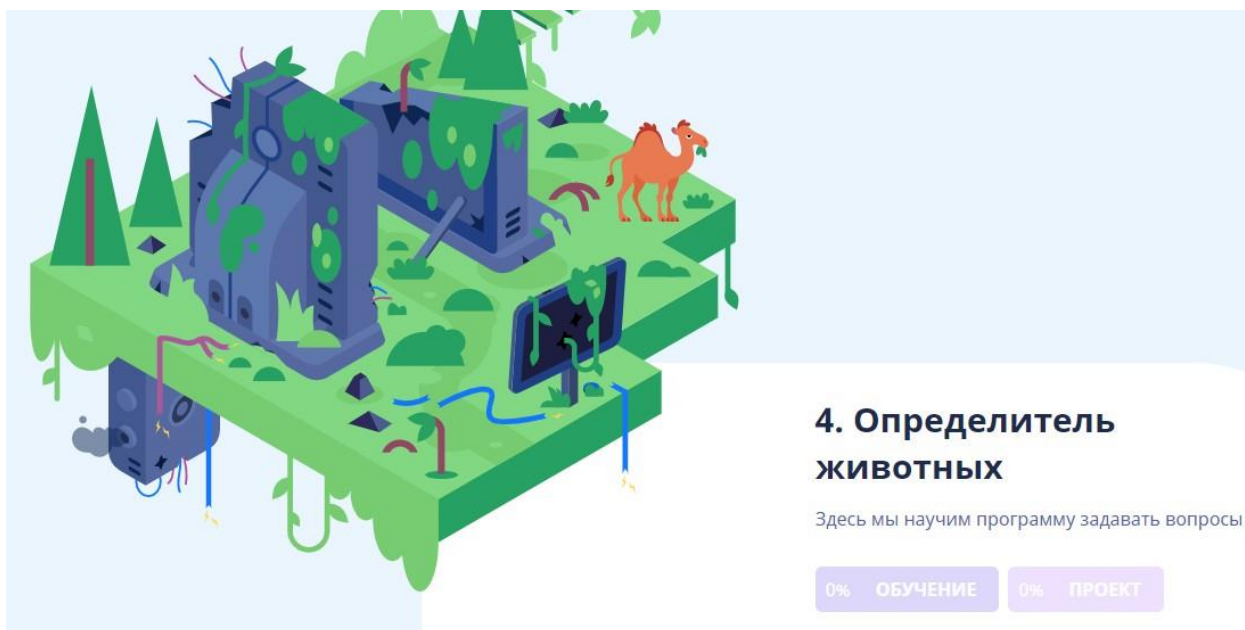 4. Определитель
животных
Здесь мы научим программу задавать вопросы
0% ОБУЧЕНИЕ 0% ПРОЕКТ